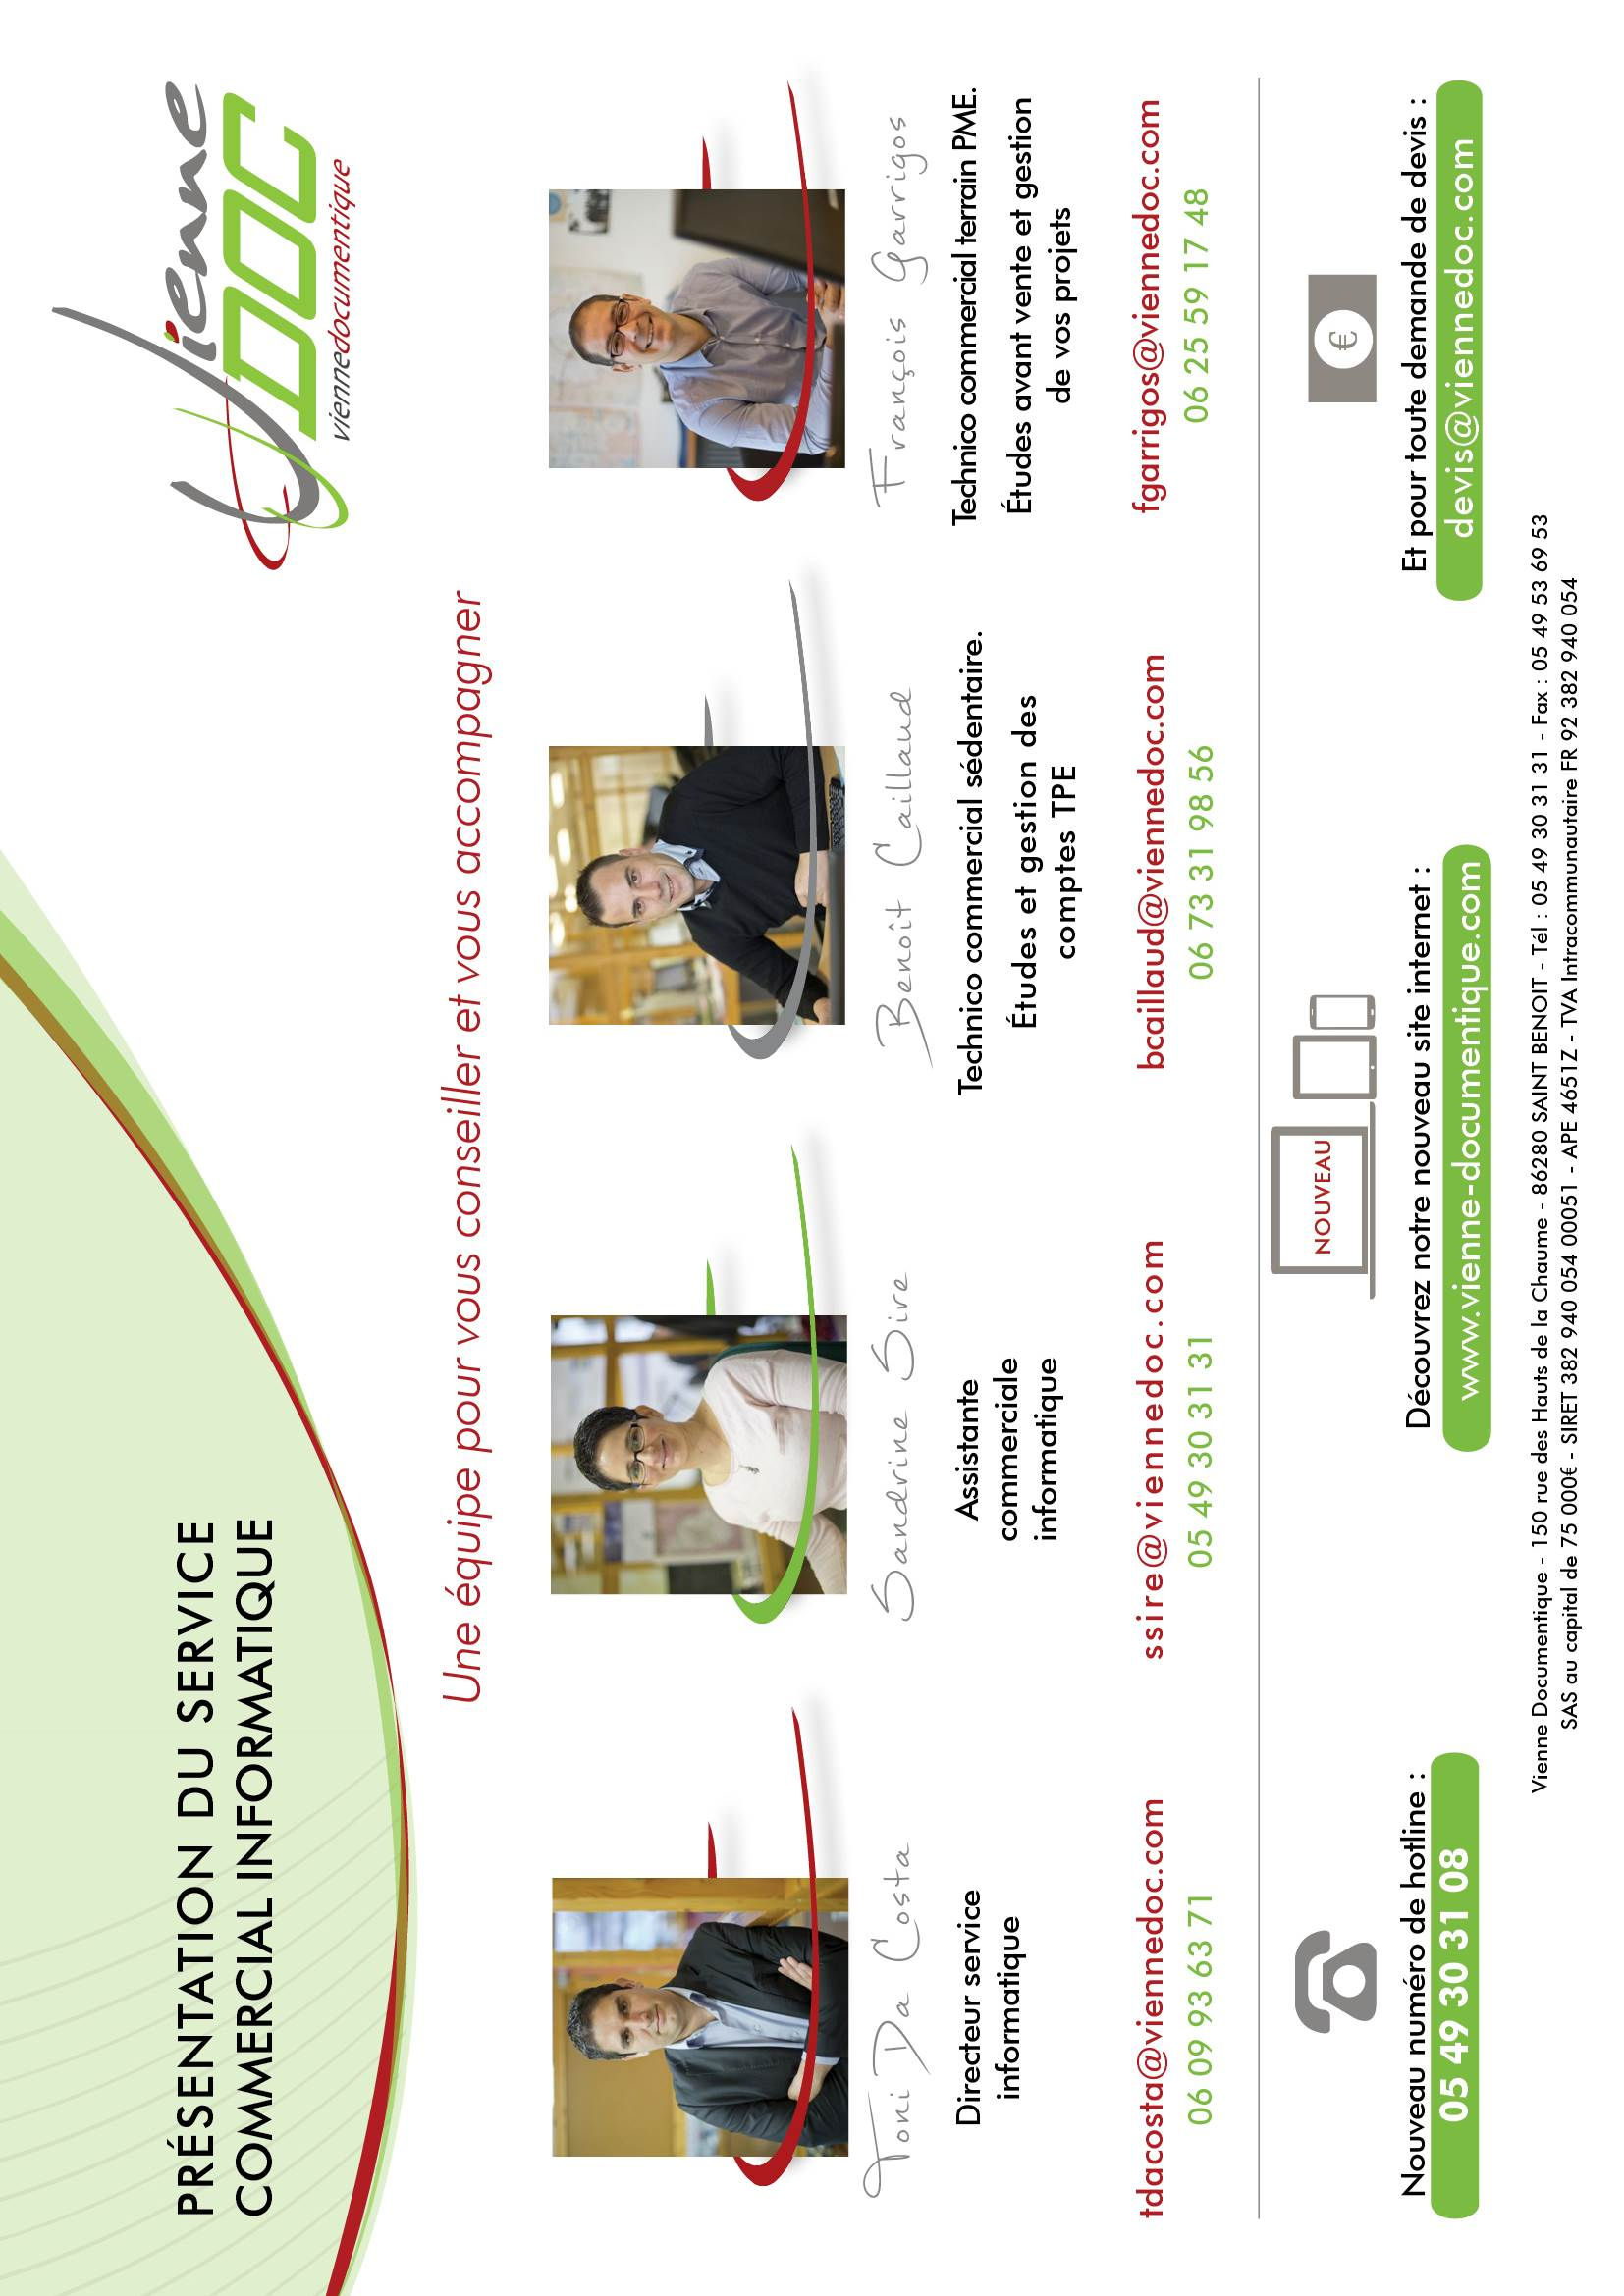 PRÉSENTATION DU SERVICE
COMMERCIAL INFORMATIQUE
Vienne
DOC
viennedocumentique
Une équipe pour vous conseiller et vous accompagner
Toni Da Costa
Directeur service
informatique
tdacosta@viennedoc.com
06 09 93 63 71
Sandrine Sire
Assistante
commerciale
informatique
ssire@viennedoc.com
05 49 30 31 31
Benoît Caillaud
Technico commercial sédentaire.
Études et gestion des
comptes TPE
bcaillaud@viennedoc.com
06 73 31 98 56
François Garrigos
Technico commercial terrain PME.
Études avant vente et gestion
de vos projets
fgarrigos@viennedoc.com
06 25 59 17 48
Nouveau numéro de hotline :
05 49 30 31 08
NOUVEAU
Découvrez notre nouveau site internet :
www.vienne-documentique.com
€
Et pour toute demande de devis :
devis@viennedoc.com
Vienne Documentique - 150 rue des Hauts de la Chaume - 86280 SAINT BENOIT - Tél : 05 49 30 31 31 - Fax : 05 49 53 69 53
SAS au capital de 75 000€ - SIRET 382 940 054 00051 - APE 4651Z - TVA Intracommunautaire FR 92 382 940 054